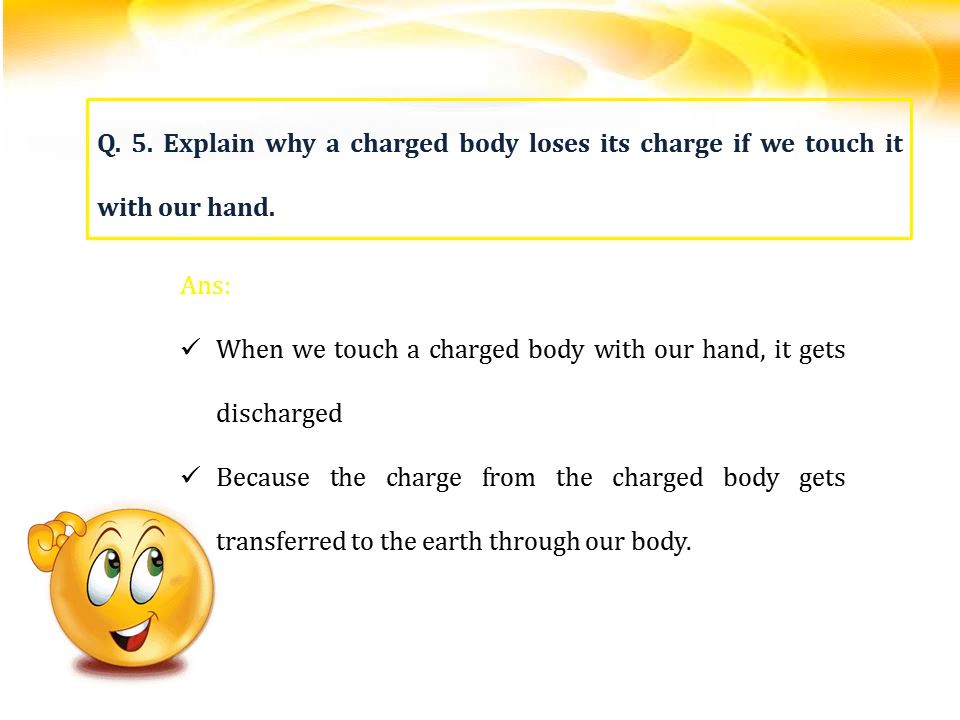 Q. 5. Explain why a charged body loses its charge if we touch it
with our hand.
Ans:
✓ When we touch a charged body with our hand, it gets
discharged
✓ Because the charge from the charged body gets
transferred to the earth through our body.